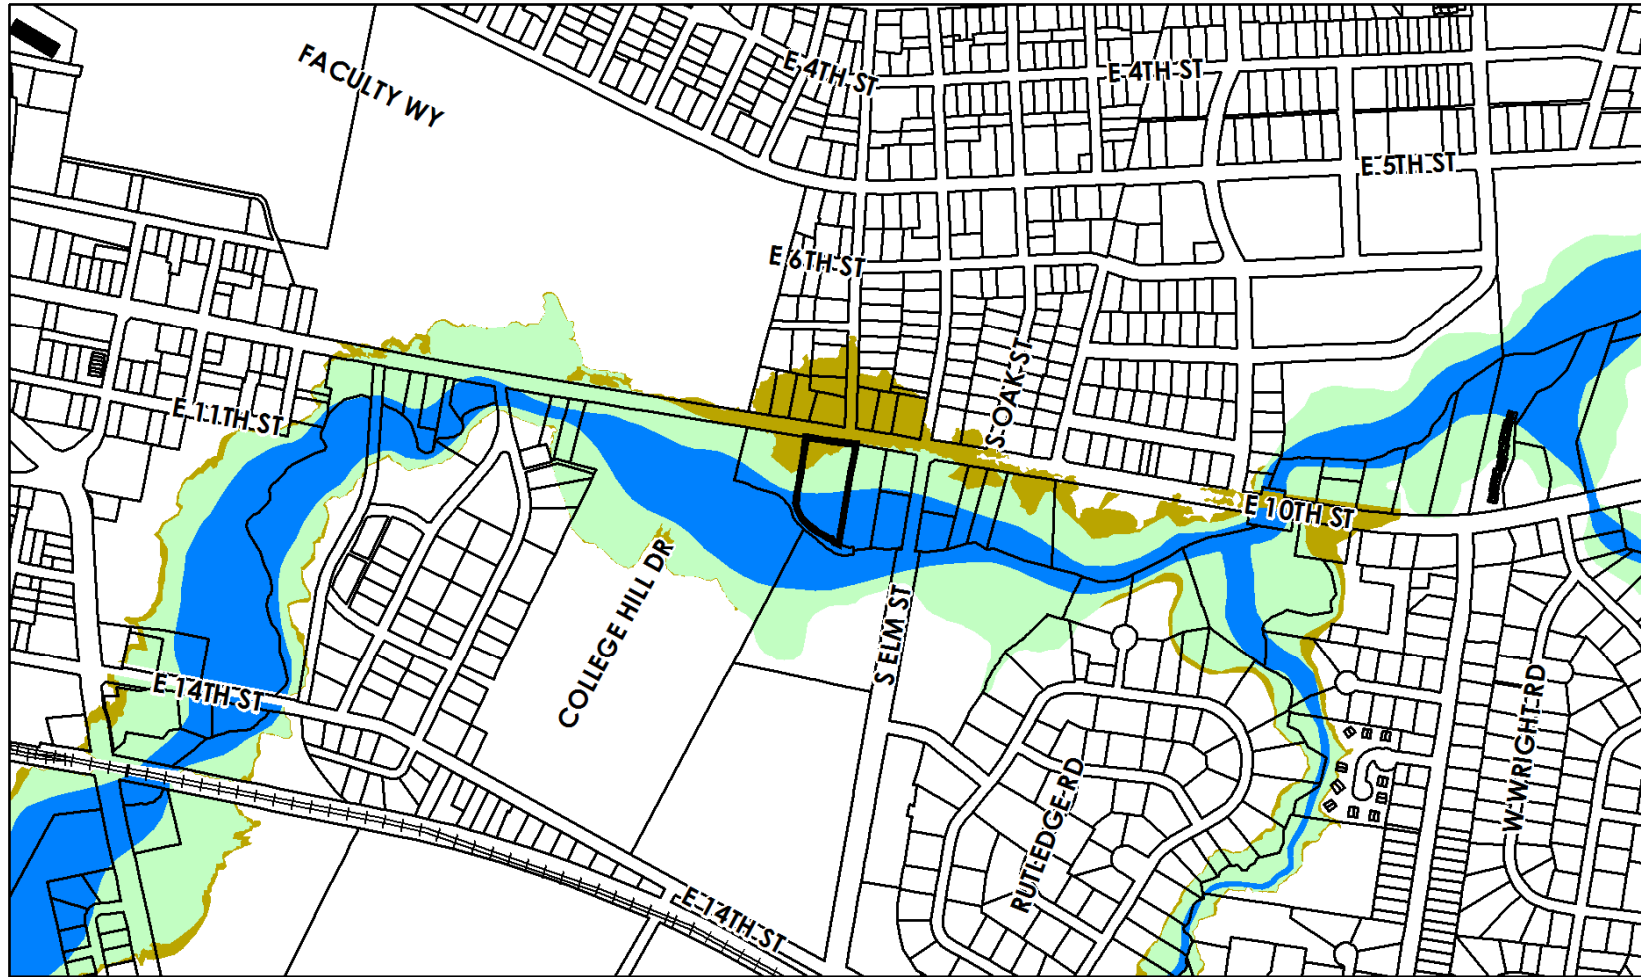 FACULTY WY
E 4TH ST
E 4TH ST
E 5TH ST
E 6TH ST
S OAK ST
E 11TH ST
E 10TH ST
COLLEGE HILL DR
S ELM ST
E 14TH ST
W WRIGHT RD
RUTLEDGE RD
E 14TH ST